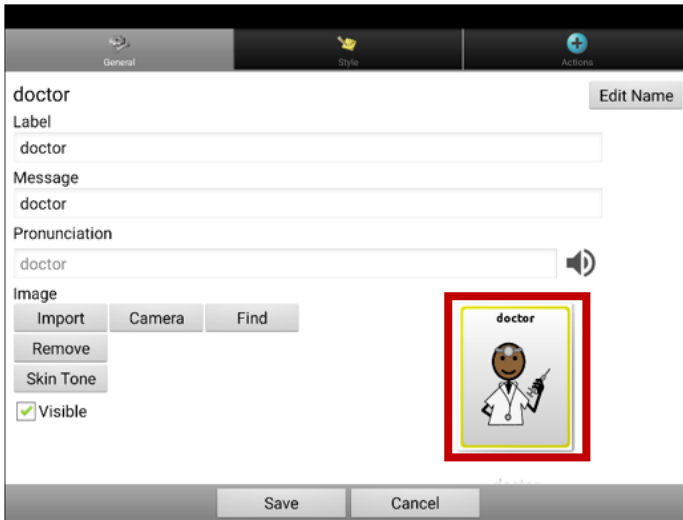 General Style Actions
doctor Edit Name
Label
doctor
Message
doctor
Pronunciation
doctor
Image
Import Camera Find
doctor
Remove
Skin Tone
Visible
doctor
Save Cancel